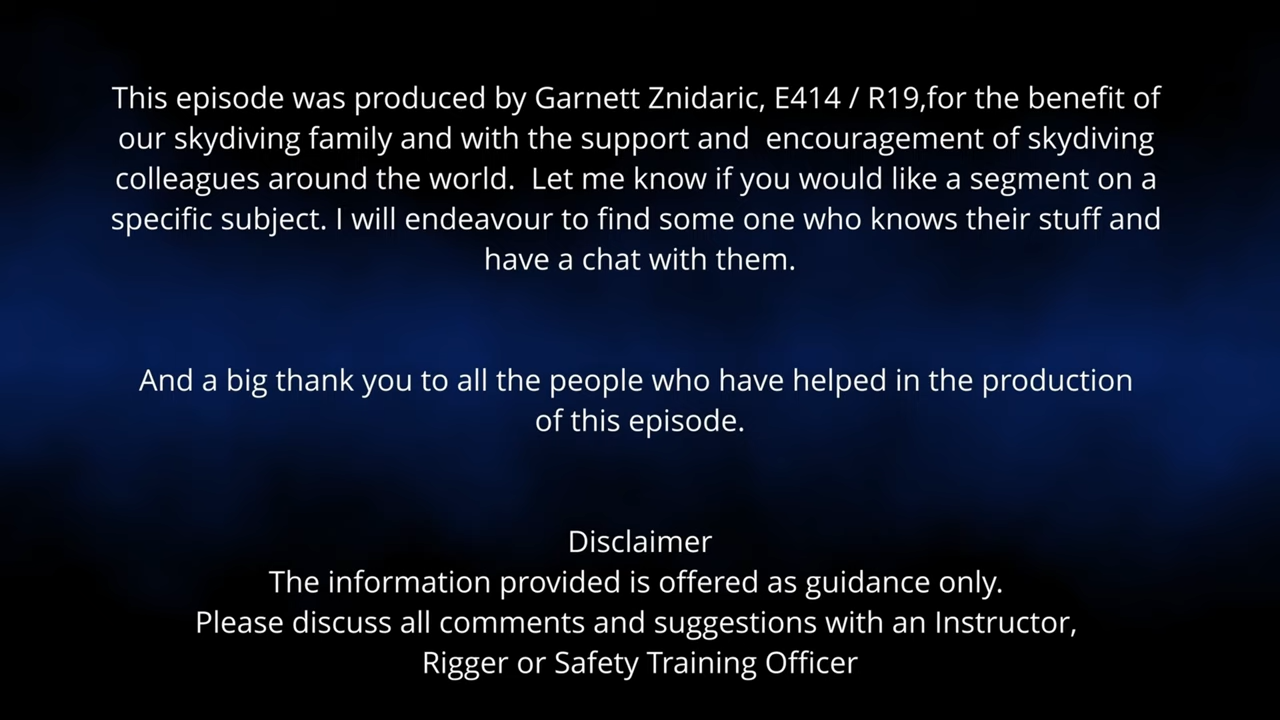 This episode was produced by Garnett Znidaric, E414 / R19,for the benefit of
our skydiving family and with the support and  encouragement of skydiving
colleagues around the world.  Let me know if you would like a segment on a
specific subject. I will endeavour to find some one who knows their stuff and
have a chat with them.
And a big thank you to all the people who have helped in the production
of this episode.
Disclaimer
The information provided is offered as guidance only.
Please discuss all comments and suggestions with an Instructor,
Rigger or Safety Training Officer